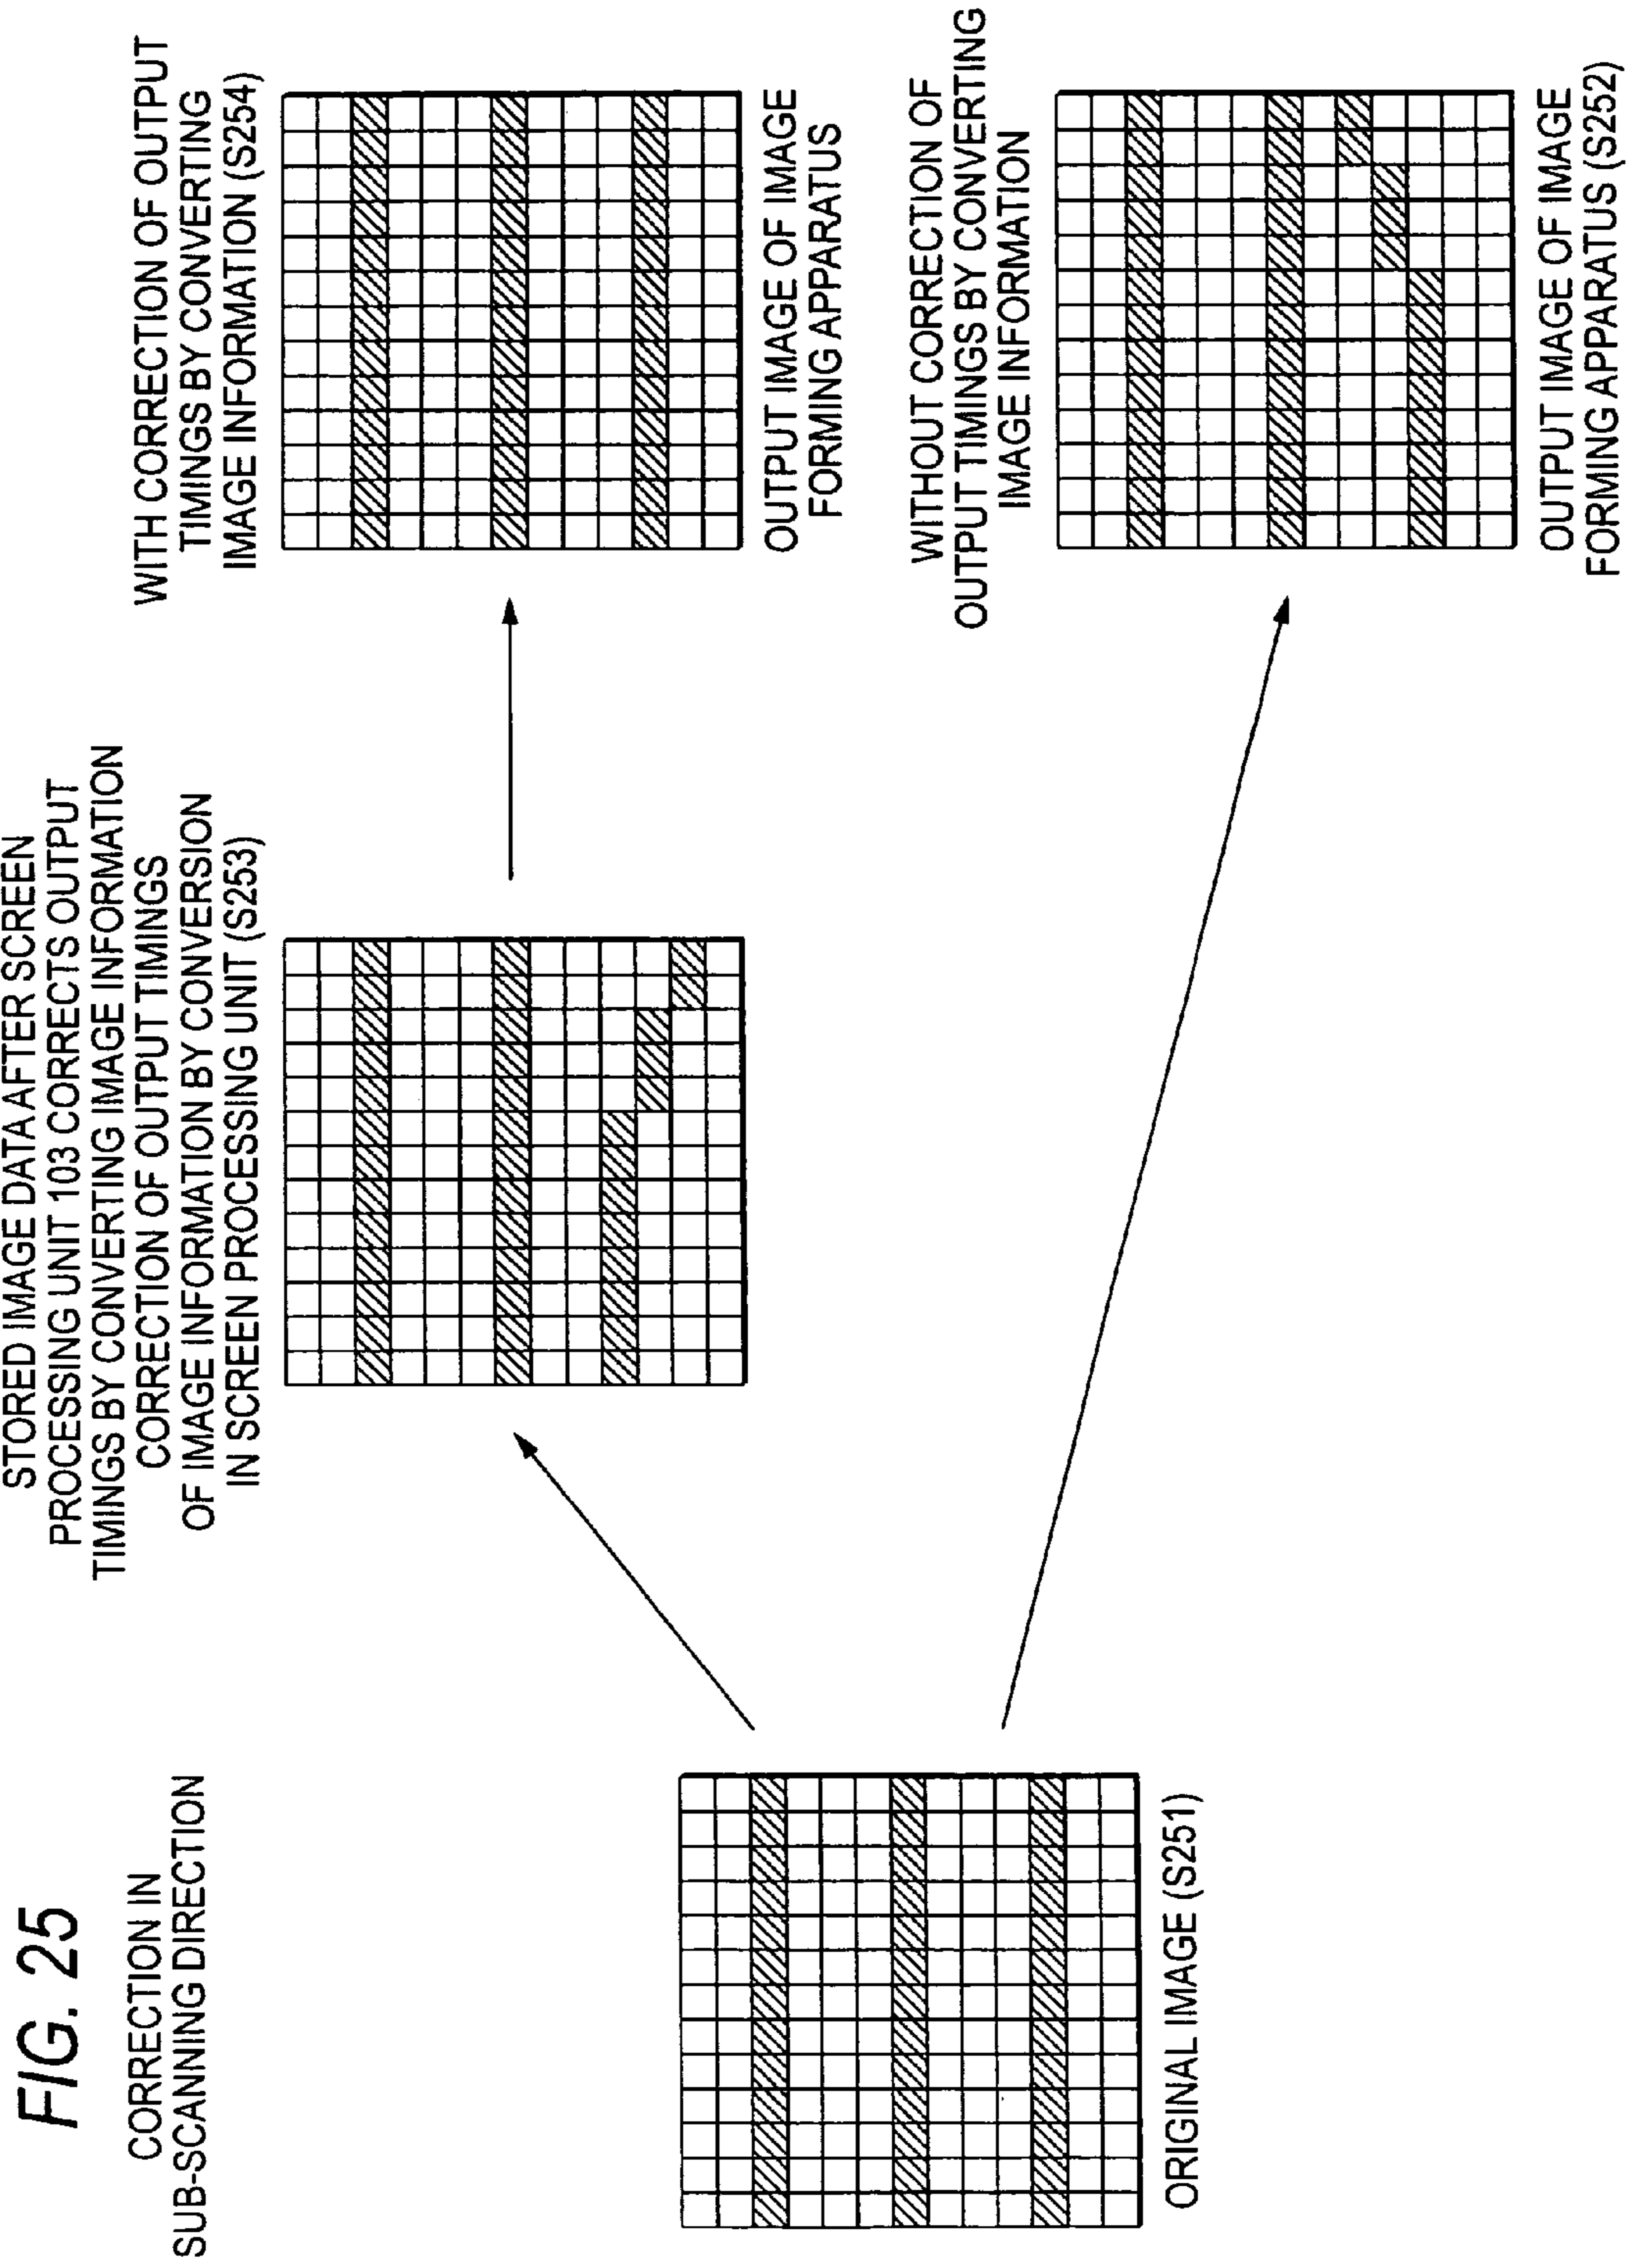 FIG. 25
CORRECTION IN
SUB-SCANNING DIRECTION
ORIGINAL IMAGE (S251)
STORED IMAGE DATA AFTER SCREEN
PROCESSING UNIT 103 CORRECTS OUTPUT
TIMINGS BY CONVERTING IMAGE INFORMATION
CORRECTION OF OUTPUT TIMINGS
OF IMAGE INFORMATION BY CONVERSION
IN SCREEN PROCESSING UNIT (S253)
WITH CORRECTION OF OUTPUT
TIMINGS BY CONVERTING
IMAGE INFORMATION (S254)
OUTPUT IMAGE OF IMAGE
FORMING APPARATUS
WITHOUT CORRECTION OF
OUTPUT TIMINGS BY CONVERTING
IMAGE INFORMATION
OUTPUT IMAGE OF IMAGE
FORMING APPARATUS (S252)